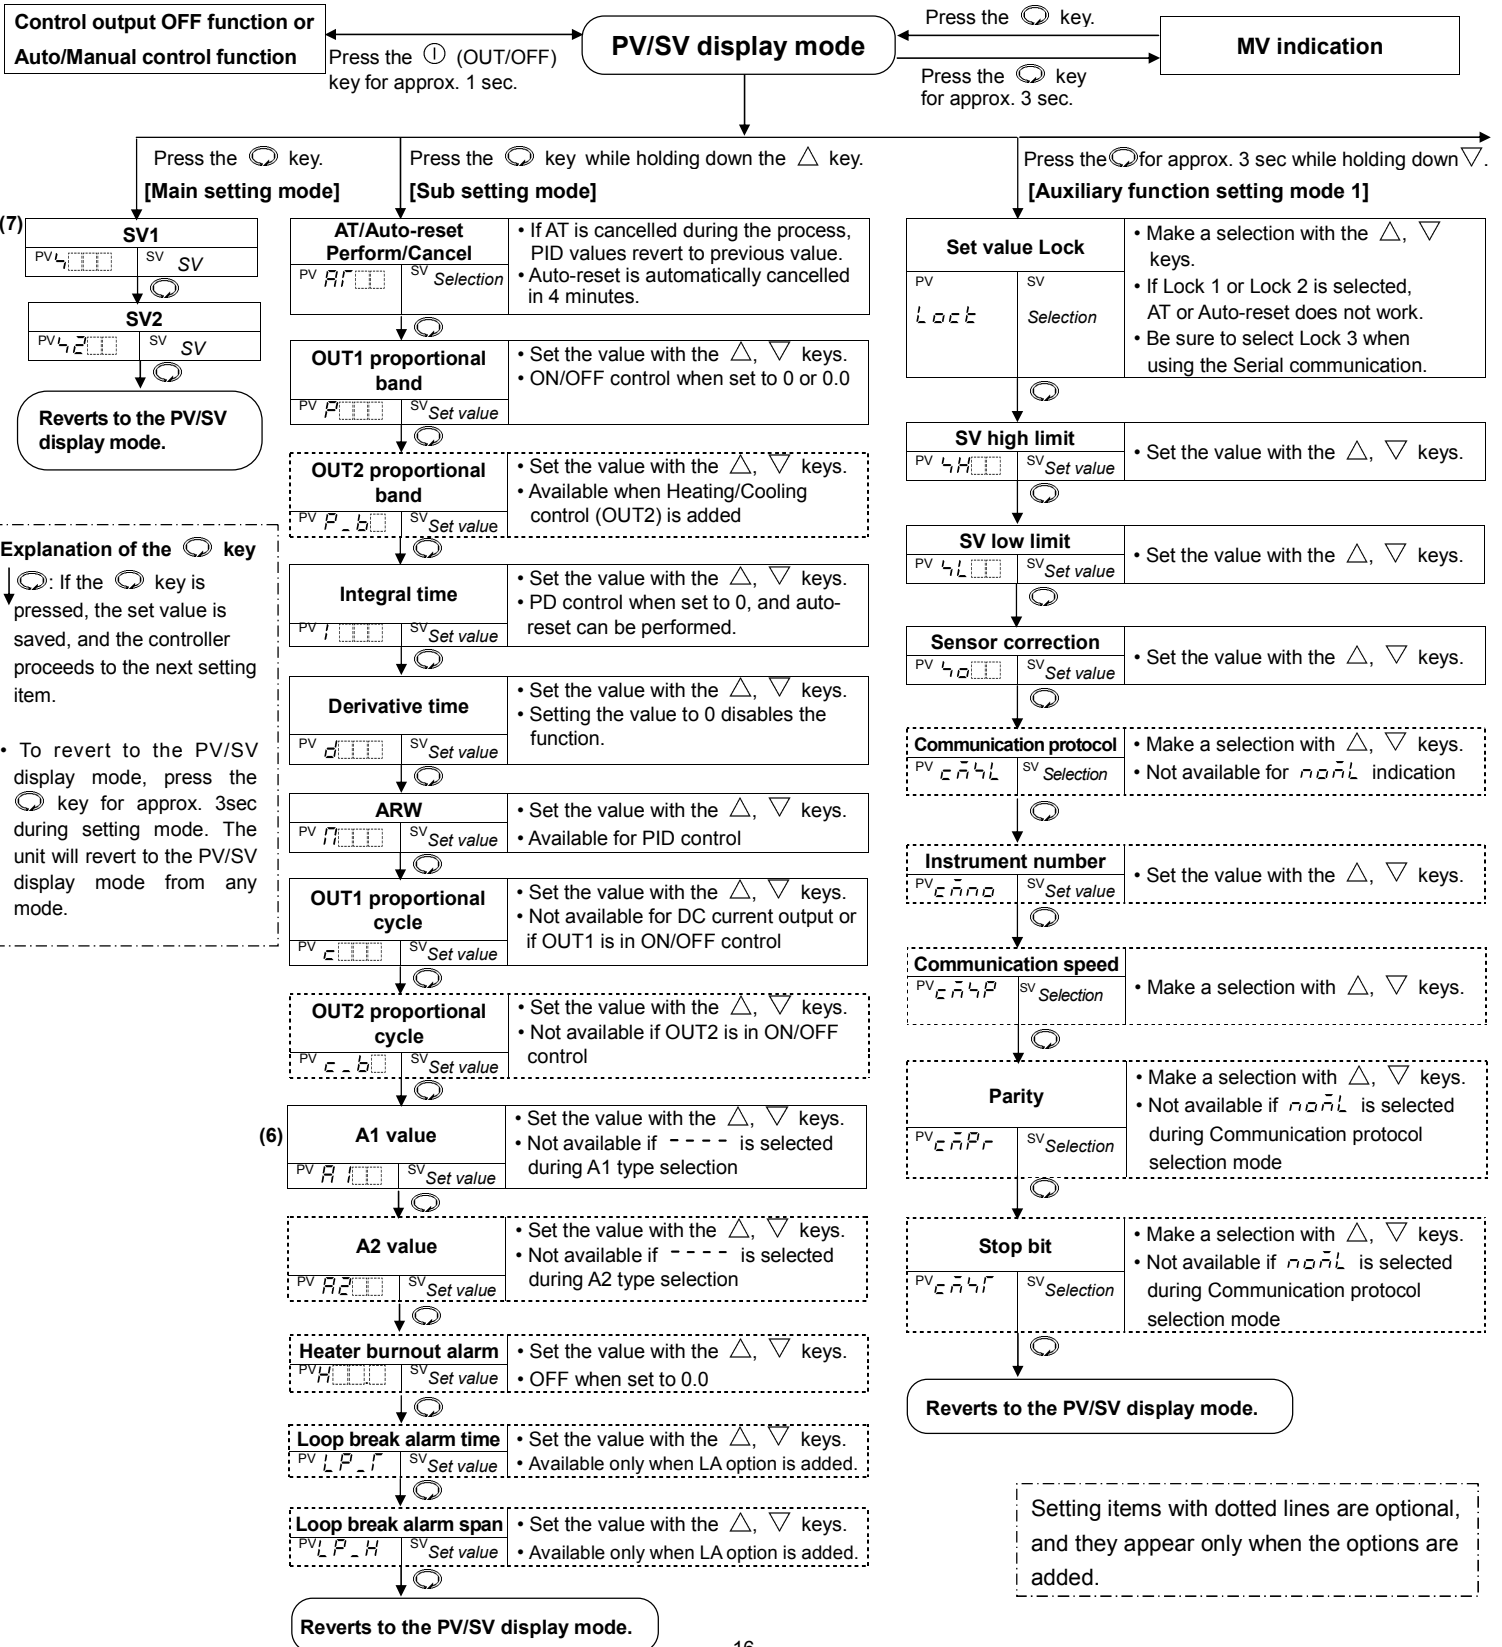 Control output OFF function or
Auto/Manual control function
Press the (OUT/OFF)
key for approx. 1 sec.
PV/SV display mode
Press the key.
Press the key
for approx. 3 sec.
MV indication
Press the key.
[Main setting mode]
(7)
SV1
PV SV SV
SV2
PV SV SV
Reverts to the PV/SV
display mode.
Explanation of the key
: If the key is
pressed, the set value is
saved, and the controller
proceeds to the next setting
item.
• To revert to the PV/SV
display mode, press the
key for approx. 3sec
during setting mode. The
unit will revert to the PV/SV
display mode from any
mode.
Press the key while holding down the △ key.
[Sub setting mode]
AT/Auto-reset
Perform/Cancel
PV AT SV Selection
• If AT is cancelled during the process,
PID values revert to previous value.
• Auto-reset is automatically cancelled
in 4 minutes.
OUT1 proportional
band
PV P SV Set value
• Set the value with the △, ▽ keys.
• ON/OFF control when set to 0 or 0.0
OUT2 proportional
band
PV P_b SV Set value
• Set the value with the △, ▽ keys.
• Available when Heating/Cooling
control (OUT2) is added
Integral time
PV I SV Set value
• Set the value with the △, ▽ keys.
• PD control when set to 0, and auto-
reset can be performed.
Derivative time
PV d SV Set value
• Set the value with the △, ▽ keys.
• Setting the value to 0 disables the
function.
ARW
PV SV Set value
• Set the value with the △, ▽ keys.
• Available for PID control
OUT1 proportional
cycle
PV c SV Set value
• Set the value with the △, ▽ keys.
• Not available for DC current output or
if OUT1 is in ON/OFF control
OUT2 proportional
cycle
PV c_b SV Set value
• Set the value with the △, ▽ keys.
• Not available if OUT2 is in ON/OFF
control
(6)
A1 value
PV A1 SV Set value
• Set the value with the △, ▽ keys.
• Not available if ---- is selected
during A1 type selection
A2 value
PV A2 SV Set value
• Set the value with the △, ▽ keys.
• Not available if ---- is selected
during A2 type selection
Heater burnout alarm
PV H SV Set value
• Set the value with the △, ▽ keys.
• OFF when set to 0.0
Loop break alarm time
PV LP_T SV Set value
• Set the value with the △, ▽ keys.
• Available only when LA option is added.
Loop break alarm span
PV LP_H SV Set value
• Set the value with the △, ▽ keys.
• Available only when LA option is added.
Reverts to the PV/SV display mode.
Press the for approx. 3 sec while holding down ▽.
[Auxiliary function setting mode 1]
Set value Lock
PV Lock SV Selection
• Make a selection with the △, ▽
keys.
• If Lock 1 or Lock 2 is selected,
AT or Auto-reset does not work.
• Be sure to select Lock 3 when
using the Serial communication.
SV high limit
PV SV Set value
• Set the value with the △, ▽ keys.
SV low limit
PV SV Set value
• Set the value with the △, ▽ keys.
Sensor correction
PV SV Set value
• Set the value with the △, ▽ keys.
Communication protocol
PV SV Selection
• Make a selection with △, ▽ keys.
• Not available for indication
Instrument number
PV SV Set value
• Set the value with the △, ▽ keys.
Communication speed
PV SV Selection
• Make a selection with △, ▽ keys.
Parity
PV SV Selection
• Make a selection with △, ▽ keys.
• Not available if is selected
during Communication protocol
selection mode
Stop bit
PV SV Selection
• Make a selection with △, ▽ keys.
• Not available if is selected
during Communication protocol
selection mode
Reverts to the PV/SV display mode.
Setting items with dotted lines are optional,
and they appear only when the options are
added.